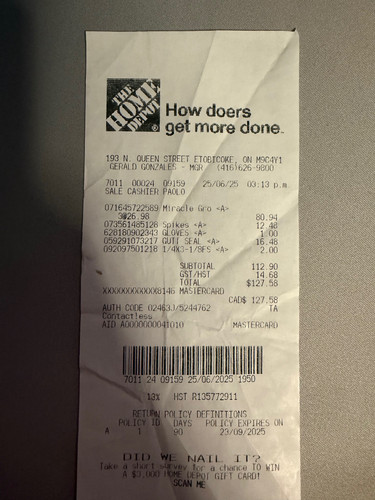 THE HOME DEPOT ®
How doers
get more done™
193 N. QUEEN STREET ETOBICOKE, ON M9C4Y1
GERALD GONZALES - MGR (416)626-9800
7011 00024 09159 25/06/25 03:13 p.m
SALE CASHIER PAOLO
071645722589 Miracle Gro <A>
3@26.98 80.94
073561485128 Spikes <A> 12.48
628180902343 GLOVES <A> 1.00
059291073217 GUTT SEAL <A> 16.48
092097501218 1/4X3-1/8FS <A> 2.00
SUBTOTAL 112.90
GST/HST 14.68
TOTAL $127.58
XXXXXXXXXXXX8146 MASTERCARD
CAD$ 127.58
AUTH CODE 02463J/5244762 TA
Contactless
AID A0000000041010 MASTERCARD
7011 24 09159 25/06/2025 1950
13% HST R135772911
RETURN POLICY DEFINITIONS
POLICY ID DAYS POLICY EXPIRES ON
A 1 90 23/09/2025
DID WE NAIL IT?
Take a short survey for a chance TO WIN
A $3,000 HOME DEPOT GIFT CARD!
SCAN ME